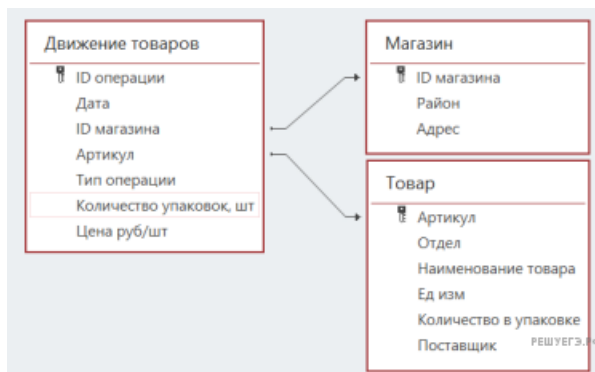 Движение товаров
ID операции
Дата
ID магазина
Артикул
Тип операции
Количество упаковок, шт
Цена руб/шт
Магазин
ID магазина
Район
Адрес
Товар
Артикул
Отдел
Наименование товара
Ед изм
Количество в упаковке
Поставщик